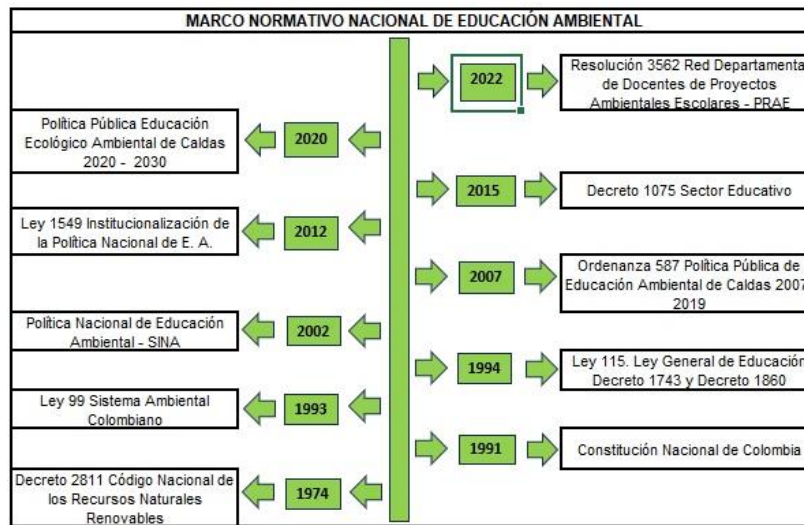 MARCO NORMATIVO NACIONAL DE EDUCACIÓN AMBIENTAL
2022
Resolución 3562 Red Departamenta
de Docentes de Proyectos
Ambientales Escolares - PRAE
Política Pública Educación
Ecológico Ambiental de Caldas
2020 - 2030
2020
2015
Decreto 1075 Sector Educativo
Ley 1549 Institucionalización de
la Política Nacional de E. A.
2012
2007
Ordenanza 587 Política Pública de
Educación Ambiental de Caldas 2007
2019
Política Nacional de Educación
Ambiental - SINA
2002
1994
Ley 115. Ley General de Educación
Decreto 1743 y Decreto 1860
Ley 99 Sistema Ambiental
Colombiano
1993
1991
Constitución Nacional de Colombia
Decreto 2811 Código Nacional de
los Recursos Naturales
Renovables
1974